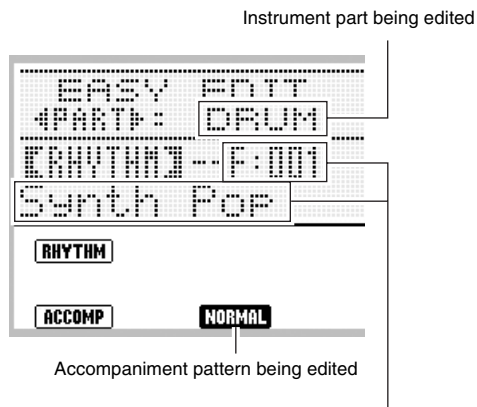 Instrument part being edited
EASY EDIT
◄PART►: DRUM
【RHYTHM】--F:001
Synth Pop
RHYTHM
ACCOMP NORMAL
Accompaniment pattern being edited